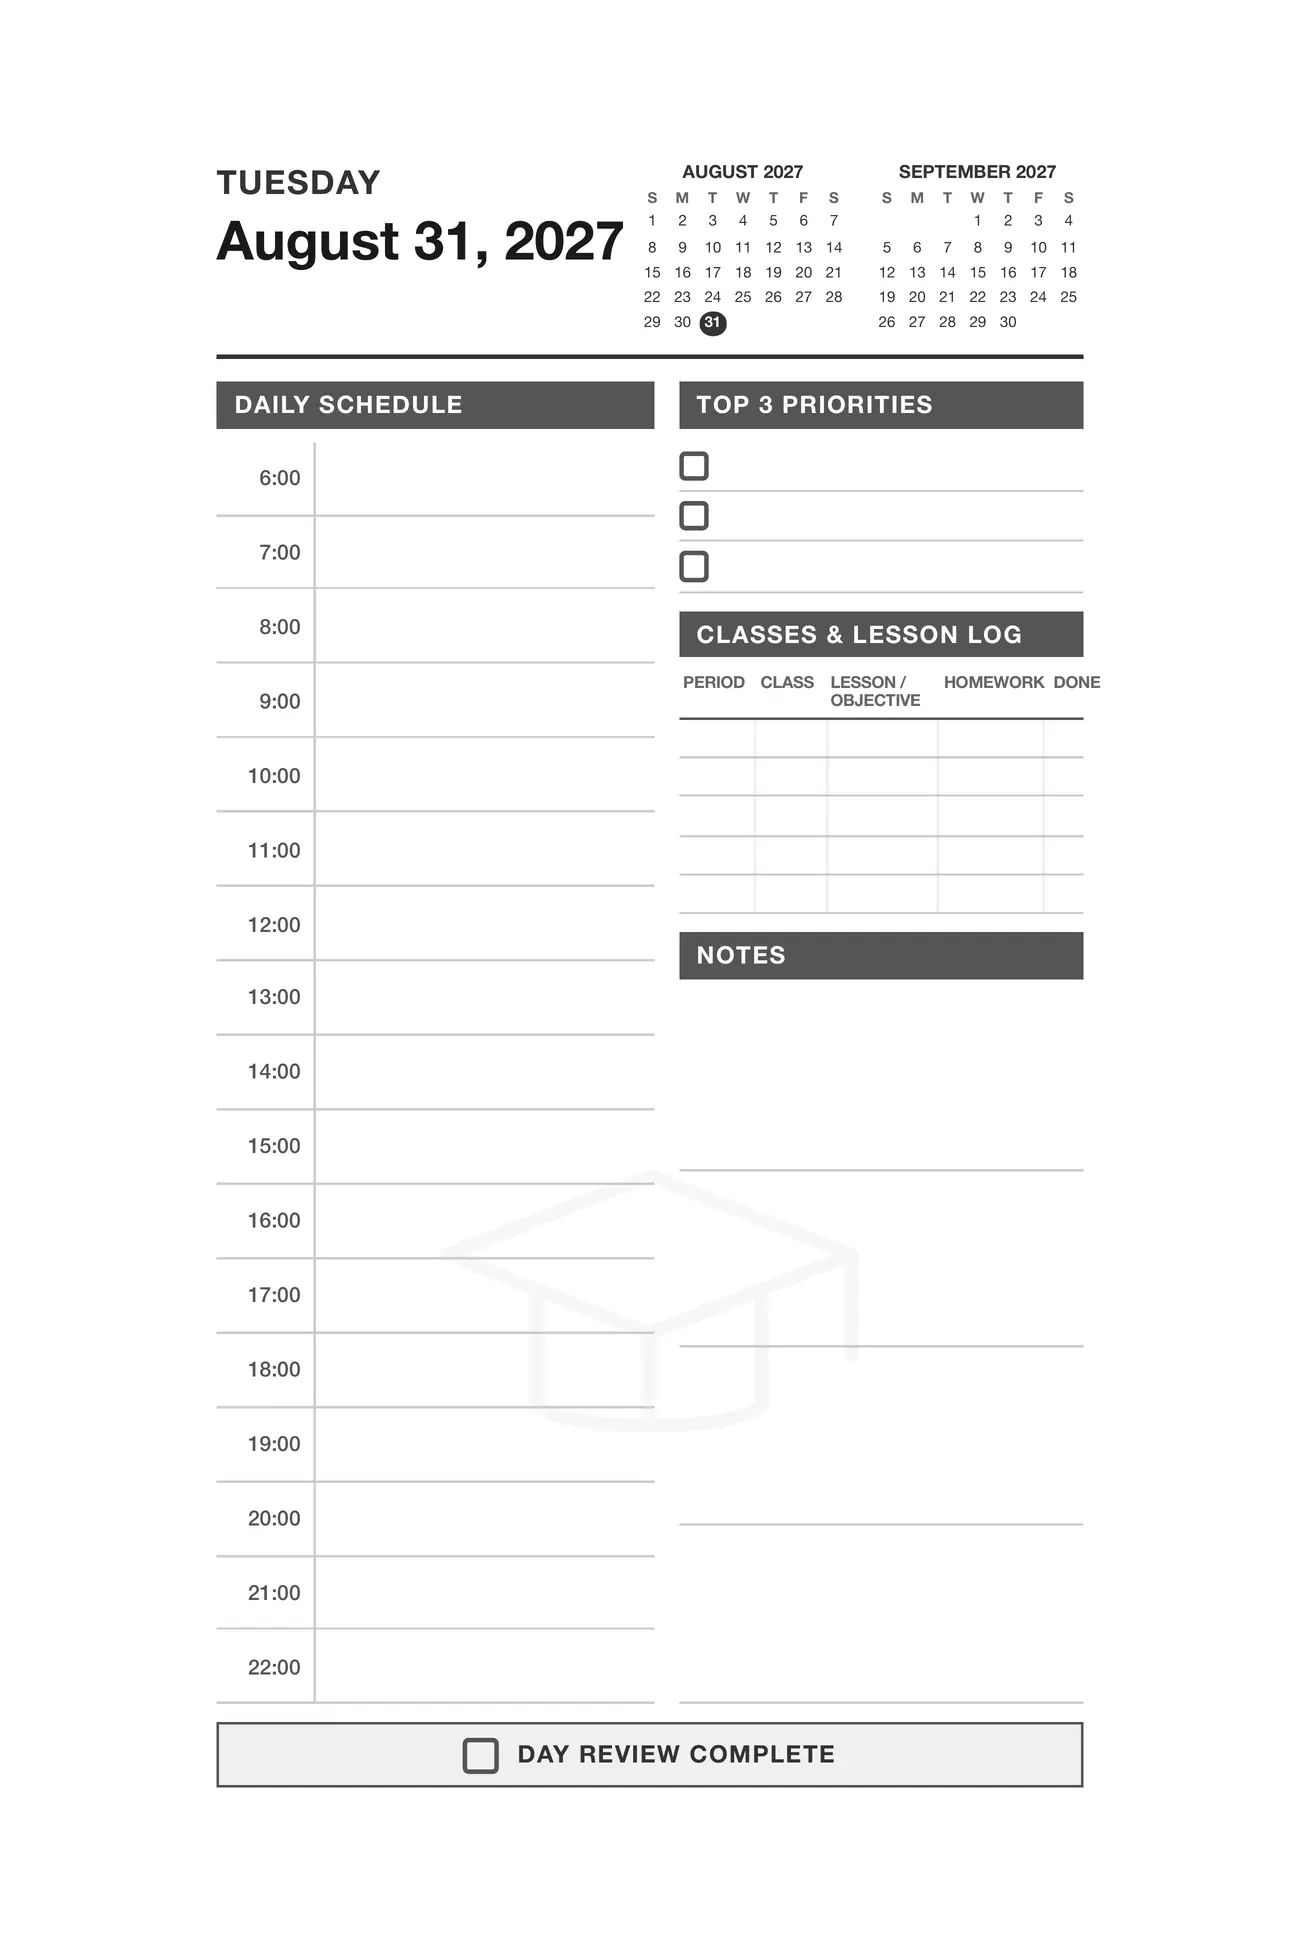 TUESDAY
August 31, 2027
AUGUST 2027
S M T W T F S
1 2 3 4 5 6 7
8 9 10 11 12 13 14
15 16 17 18 19 20 21
22 23 24 25 26 27 28
29 30 31
SEPTEMBER 2027
S M T W T F S
1 2 3 4
5 6 7 8 9 10 11
12 13 14 15 16 17 18
19 20 21 22 23 24 25
26 27 28 29 30
DAILY SCHEDULE
6:00
7:00
8:00
9:00
10:00
11:00
12:00
13:00
14:00
15:00
16:00
17:00
18:00
19:00
20:00
21:00
22:00
TOP 3 PRIORITIES
CLASSES & LESSON LOG
PERIOD CLASS LESSON / HOMEWORK DONE
OBJECTIVE
NOTES
DAY REVIEW COMPLETE